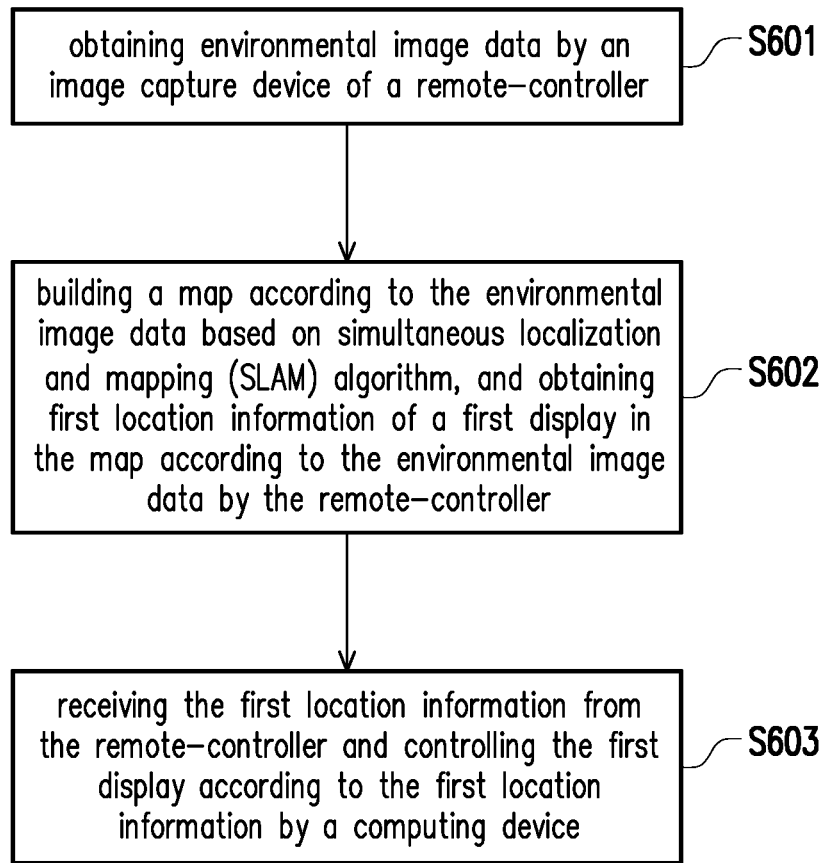 obtaining environmental image data by an
image capture device of a remote-controller
S601
building a map according to the environmental
image data based on simultaneous localization
and mapping (SLAM) algorithm, and obtaining
first location information of a first display in
the map according to the environmental image
data by the remote-controller
S602
receiving the first location information from
the remote-controller and controlling the first
display according to the first location
information by a computing device
S603